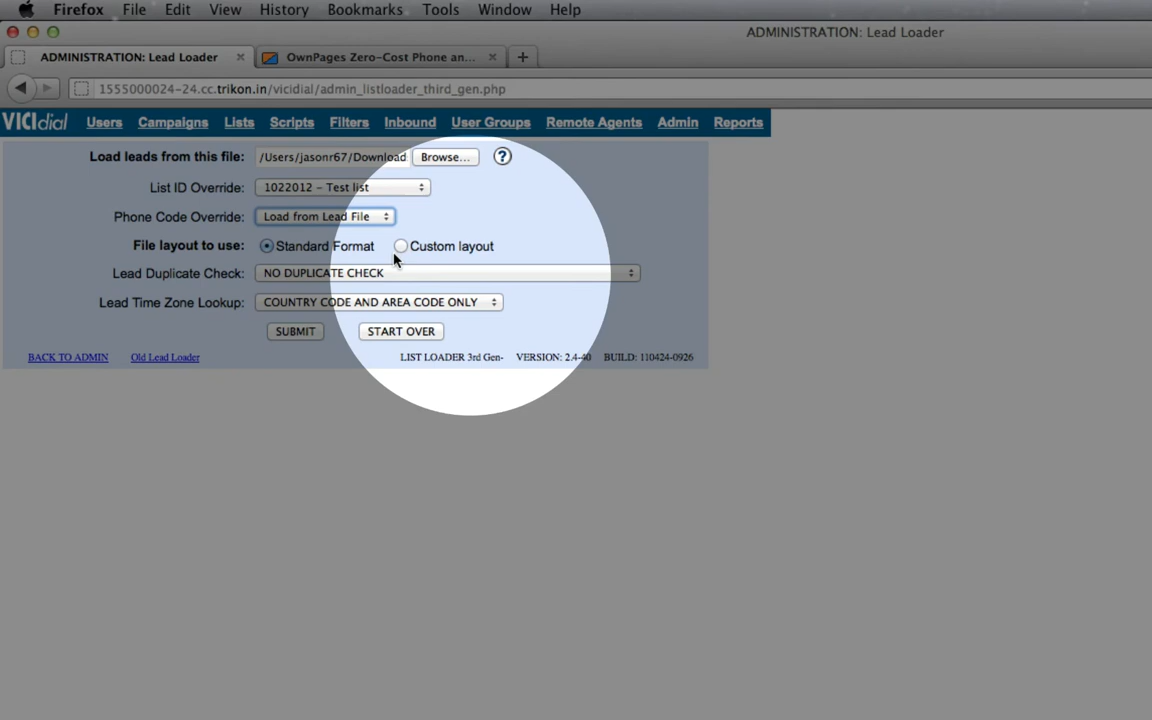 Firefox File Edit View History Bookmarks Tools Window Help
ADMINISTRATION: Lead Loader
ADMINISTRATION: Lead Loader OwnPages Zero-Cost Phone an...
1555000024-24.cc.trikon.in/vicidial/admin_listloader_third_gen.php
VICIdial Users Campaigns Lists Scripts Filters Inbound User Groups Remote Agents Admin Reports
Load leads from this file: /Users/jasonr67/Download Browse... ?
List ID Override: 1022012 - Test list
Phone Code Override: Load from Lead File
File layout to use: Standard Format Custom layout
Lead Duplicate Check: NO DUPLICATE CHECK
Lead Time Zone Lookup: COUNTRY CODE AND AREA CODE ONLY
SUBMIT START OVER
BACK TO ADMIN Old Lead Loader LIST LOADER 3rd Gen- VERSION: 2.4-40 BUILD: 110424-0926